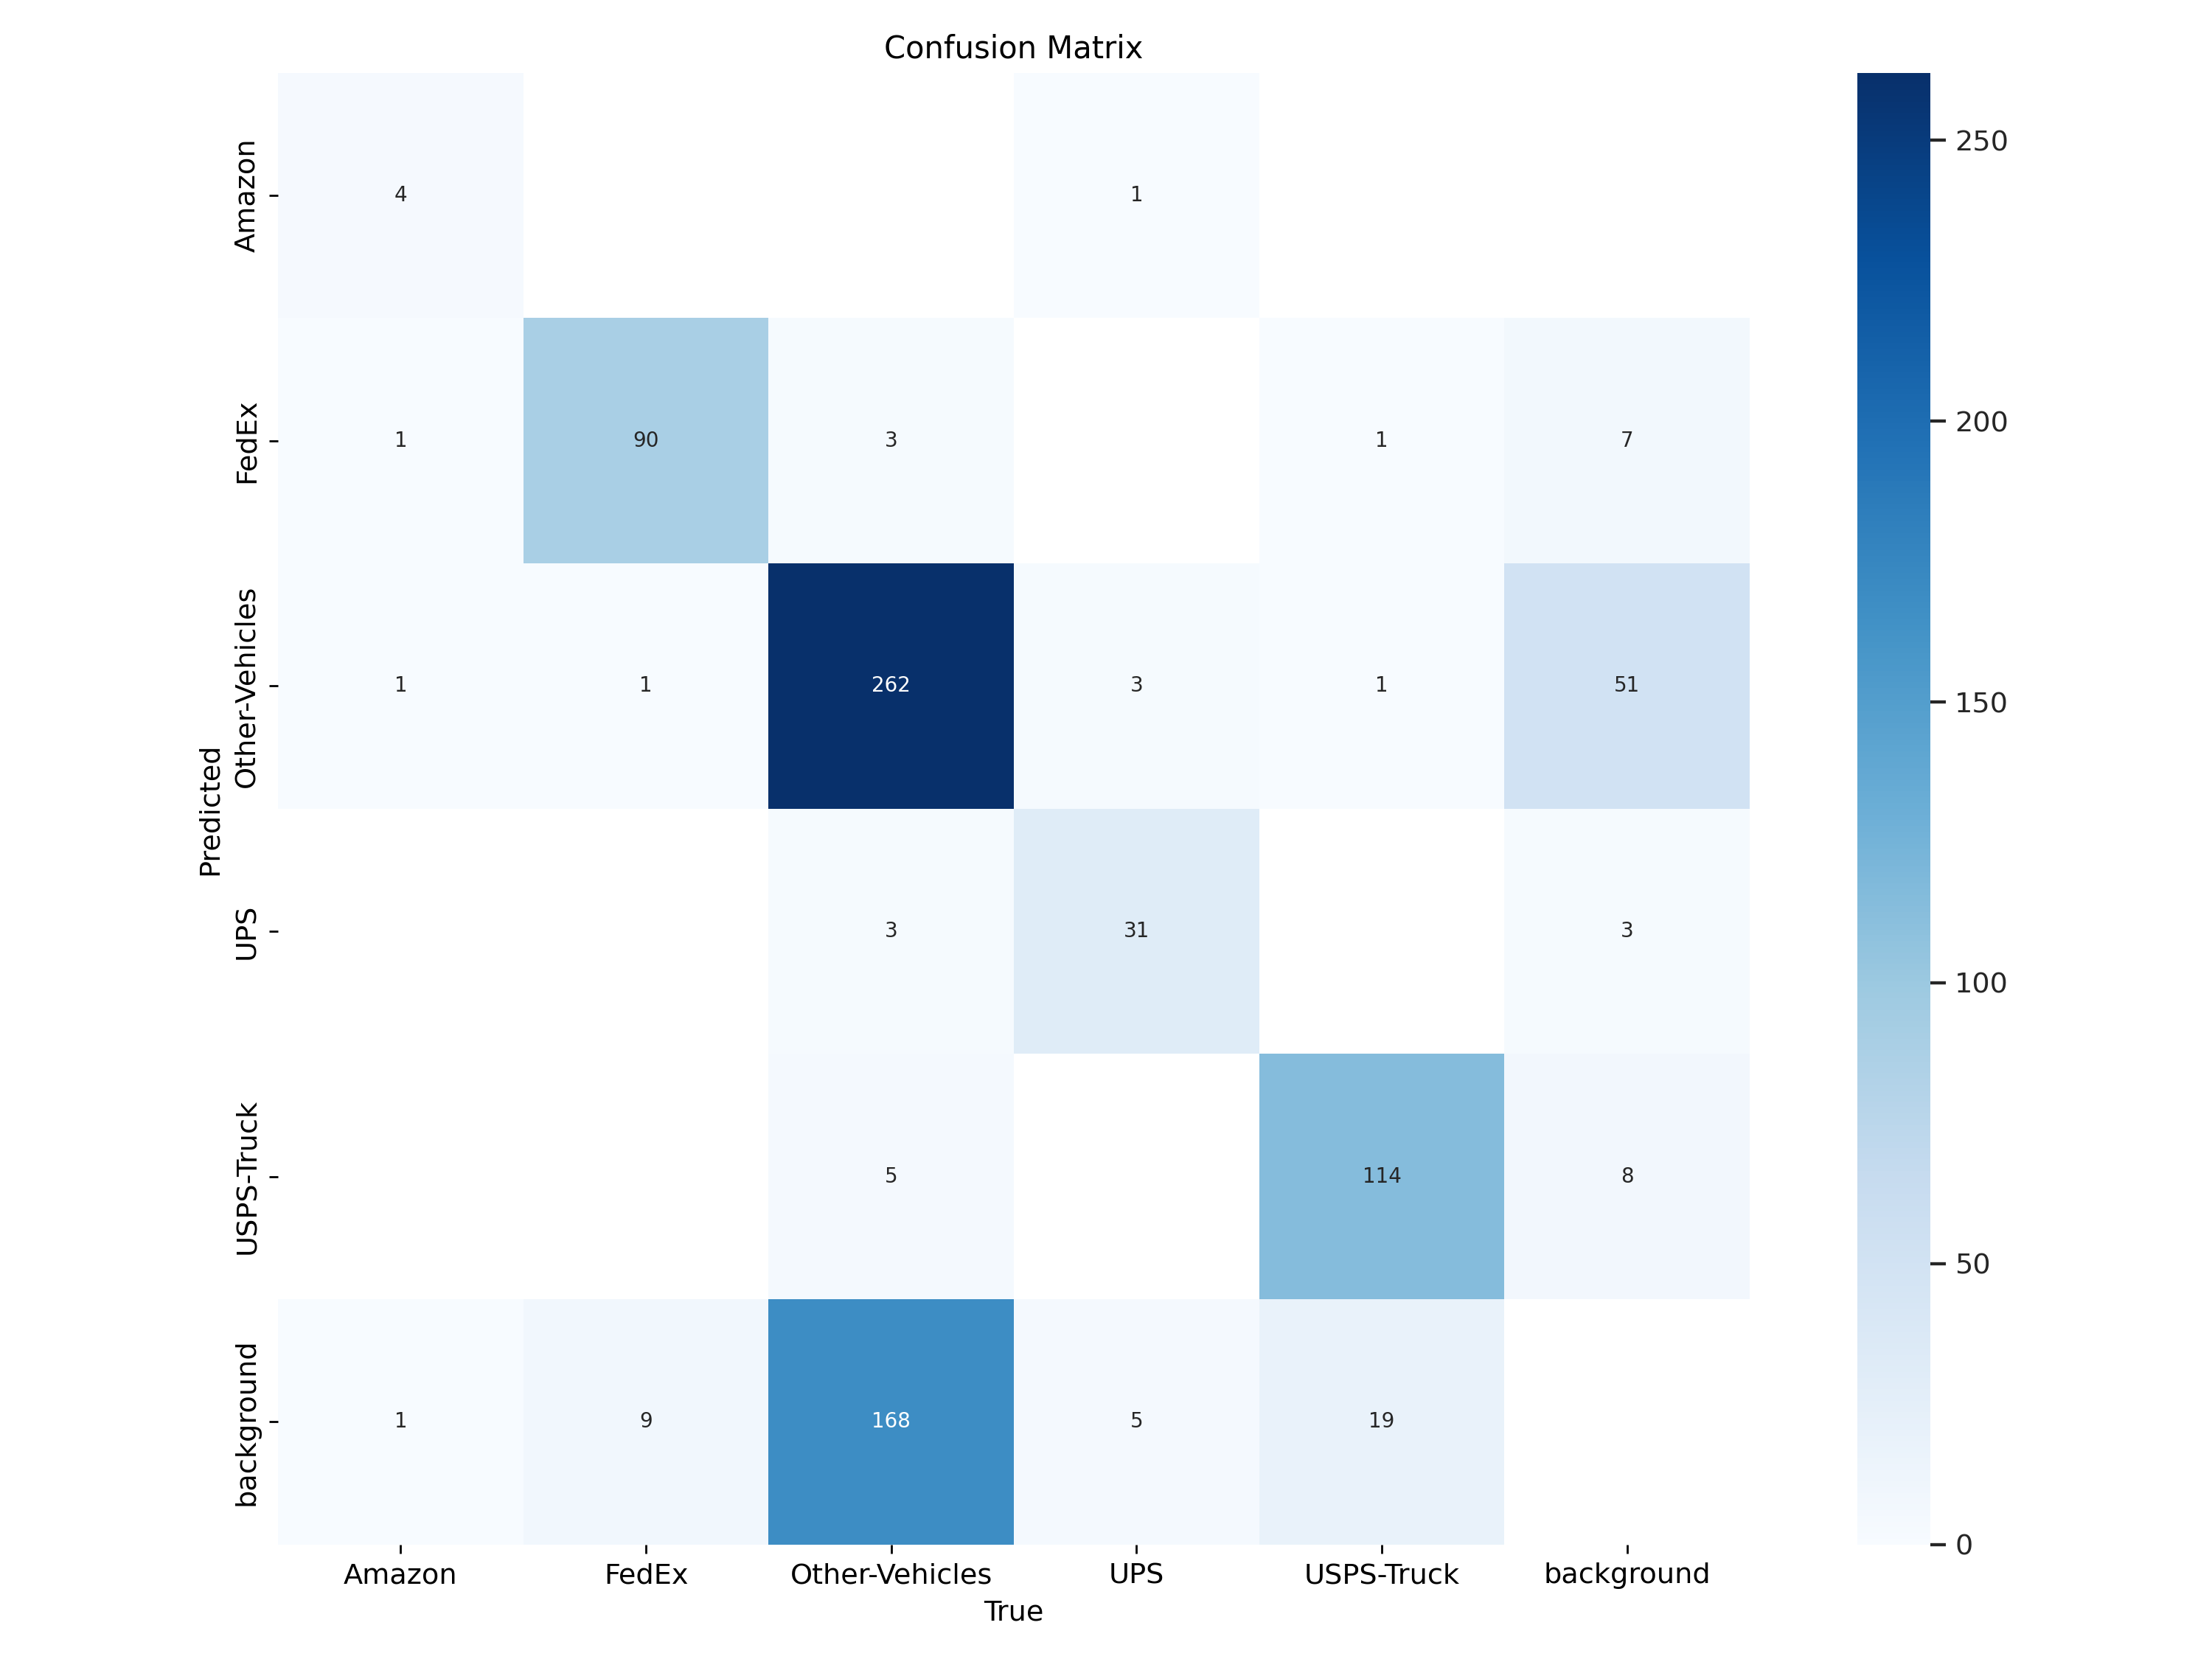 Confusion Matrix
Amazon
4
1
250
FedEx
1
90
3
1
7
200
Other-Vehicles
1
1
262
3
1
51
150
Predicted
UPS
3
31
3
100
USPS-Truck
5
114
8
50
background
1
9
168
5
19
0
Amazon
FedEx
Other-Vehicles
UPS
USPS-Truck
background
True